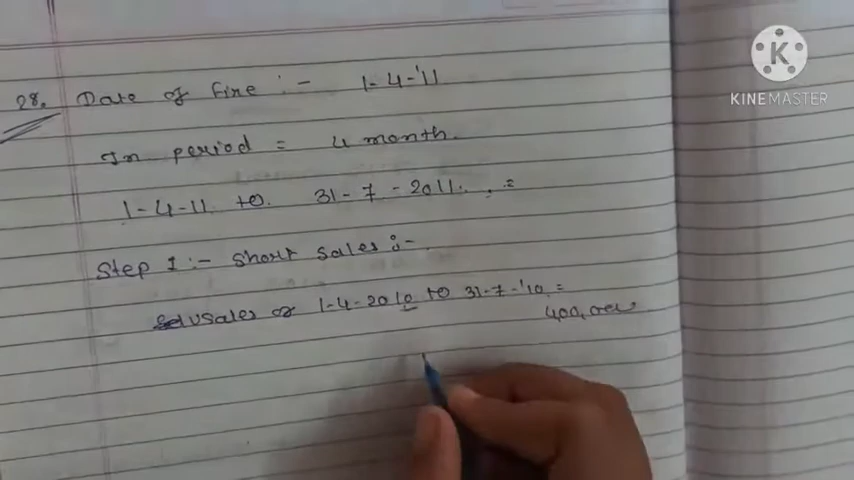 28. Date of Fire :- 1-4-'11
In period = 4 month.
1-4-11 to. 31-7-2011. . =
Step 1 :- Short sales :-
Sales of 1-4-2010 to 31-7-'10. =
400,000
K
KINEMASTER